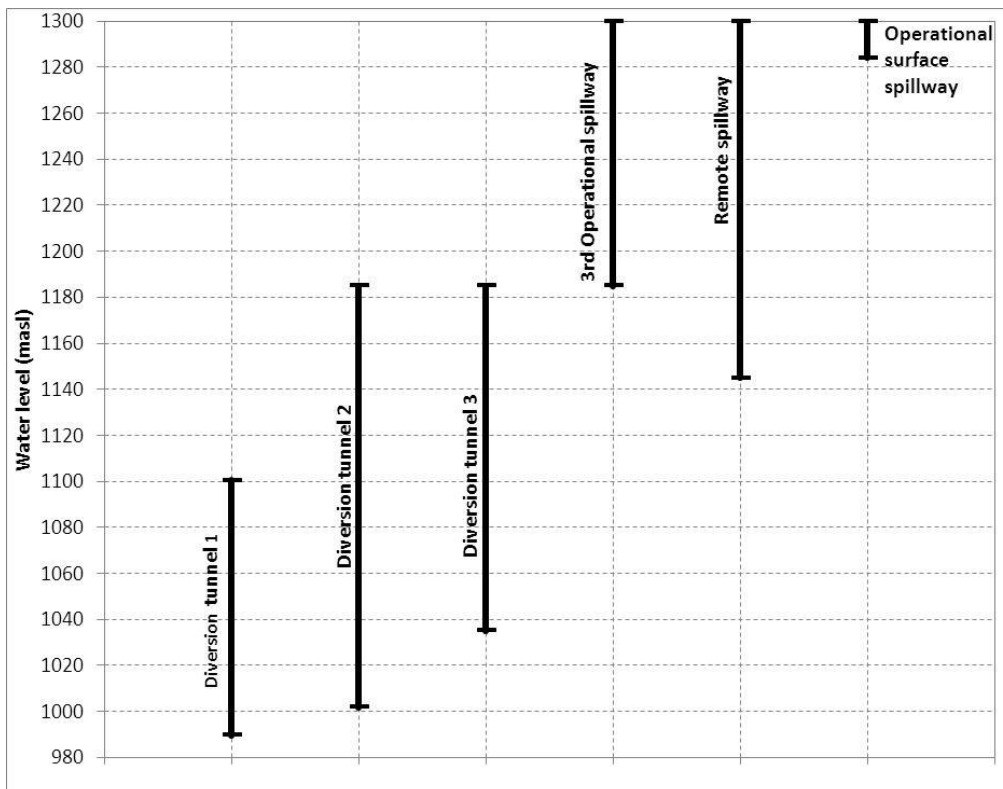 1300
1280
1260
1240
1220
1200
1180
1160
1140
1120
1100
1080
1060
1040
1020
1000
980
Water level (masl)
Diversion tunnel 1
Diversion tunnel 2
Diversion tunnel 3
3rd Operational spillway
Remote spillway
Operational
surface
spillway